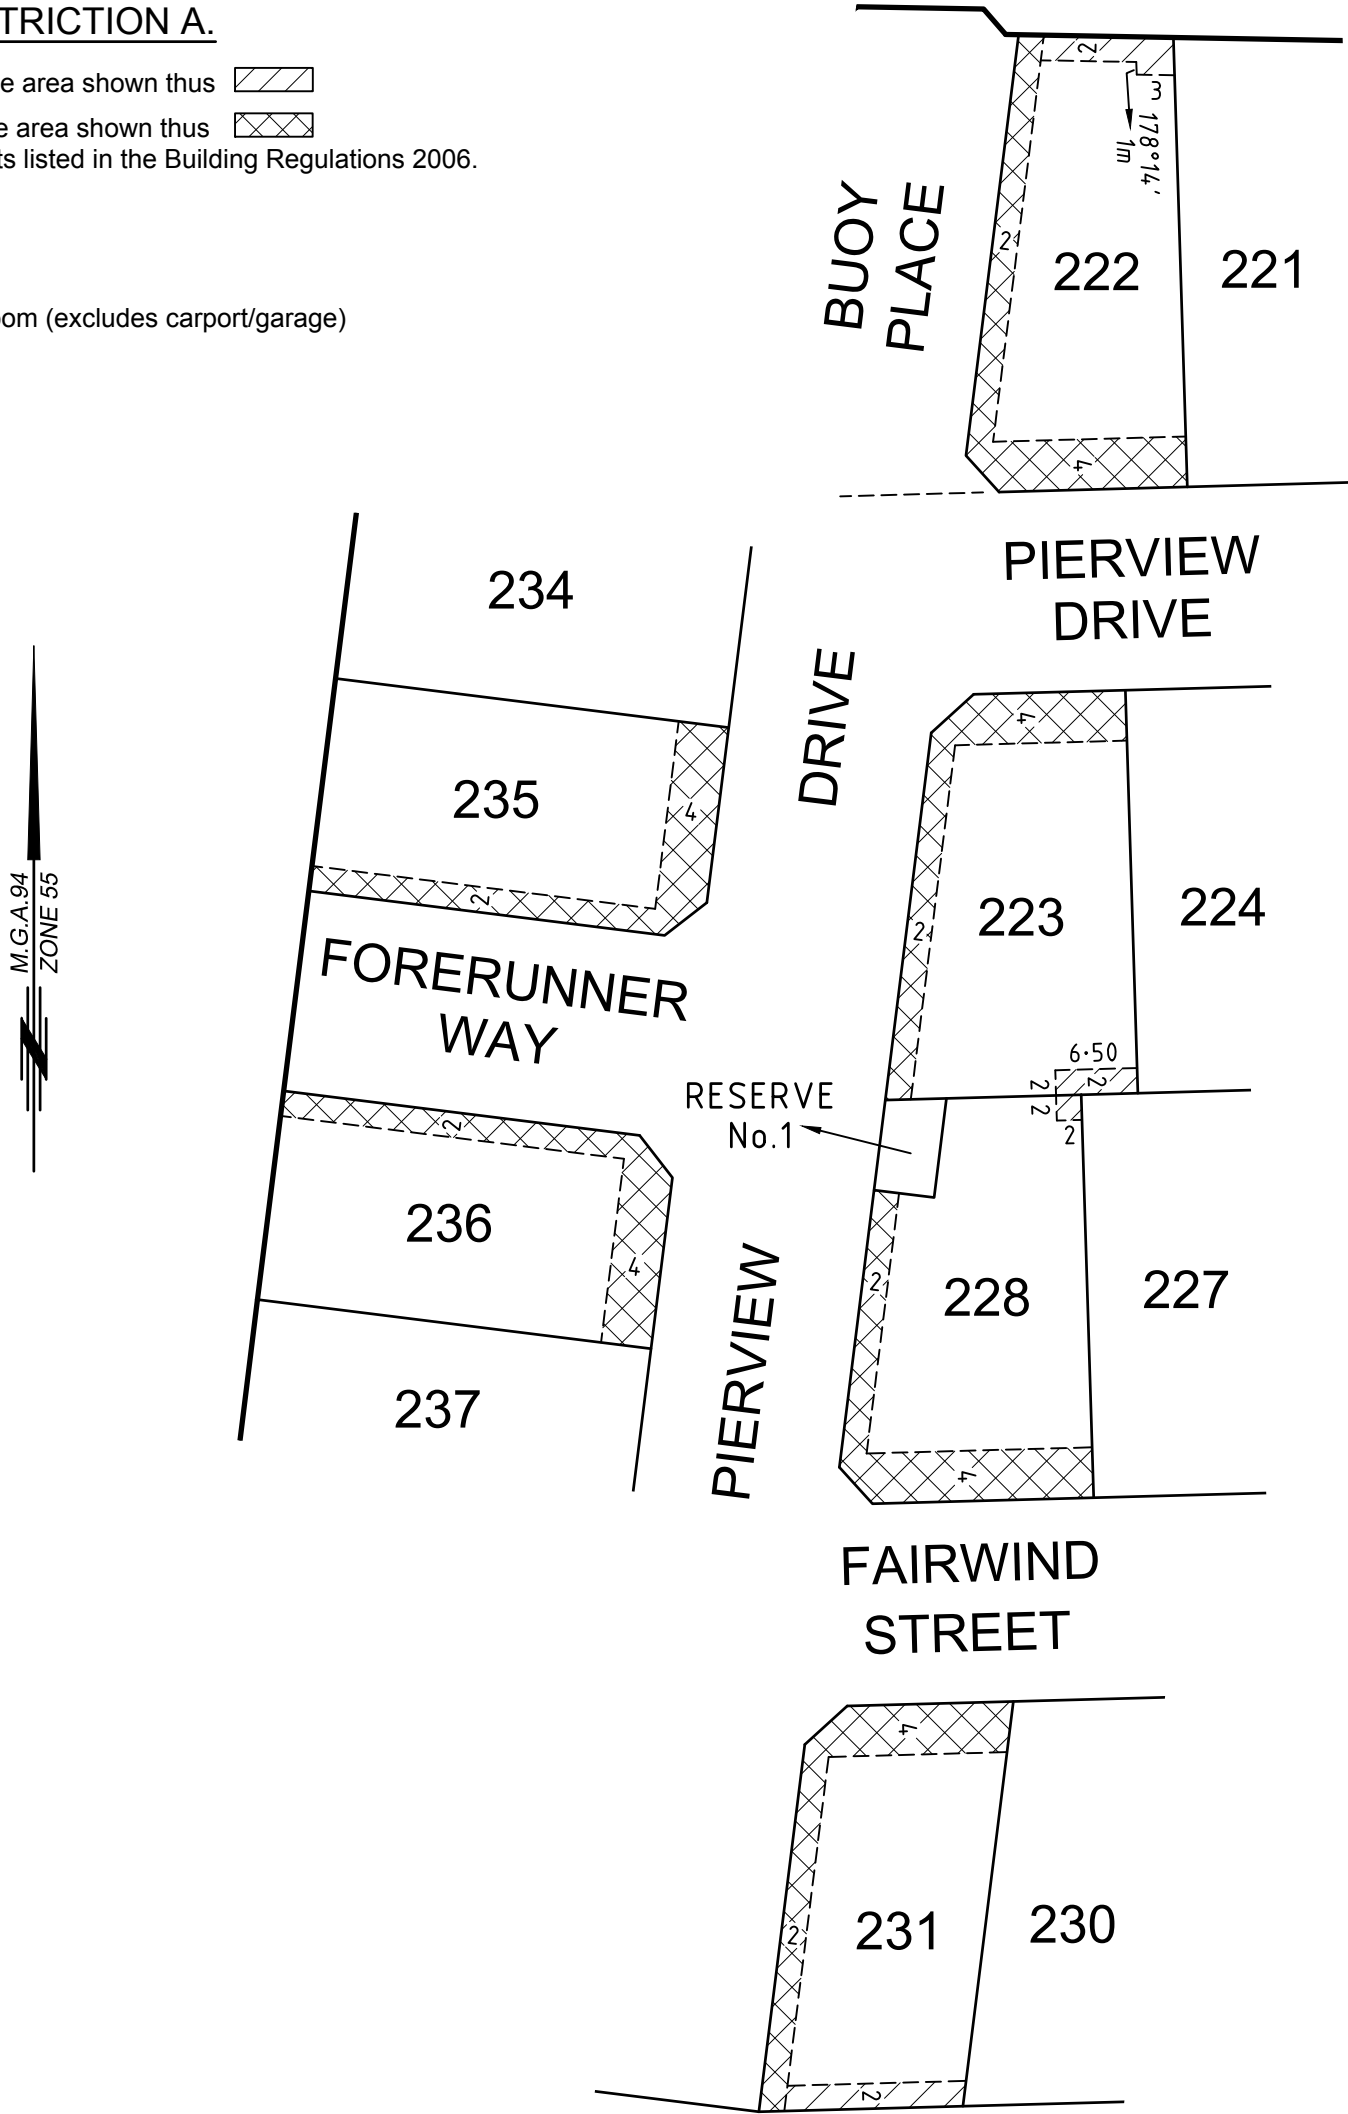 TRICTION A.
e area shown thus
e area shown thus
ts listed in the Building Regulations 2006.
oom (excludes carport/garage)
2
3
178°14'
1m
BUOY
PLACE
2
222
221
4
PIERVIEW
DRIVE
234
DRIVE
4
235
4
2
2
223
224
M.G.A.94
ZONE 55
FORERUNNER
WAY
6·50
2
2
2
2
RESERVE
No.1
2
236
4
2
228
227
PIERVIEW
237
4
FAIRWIND
STREET
4
2
231
230
2